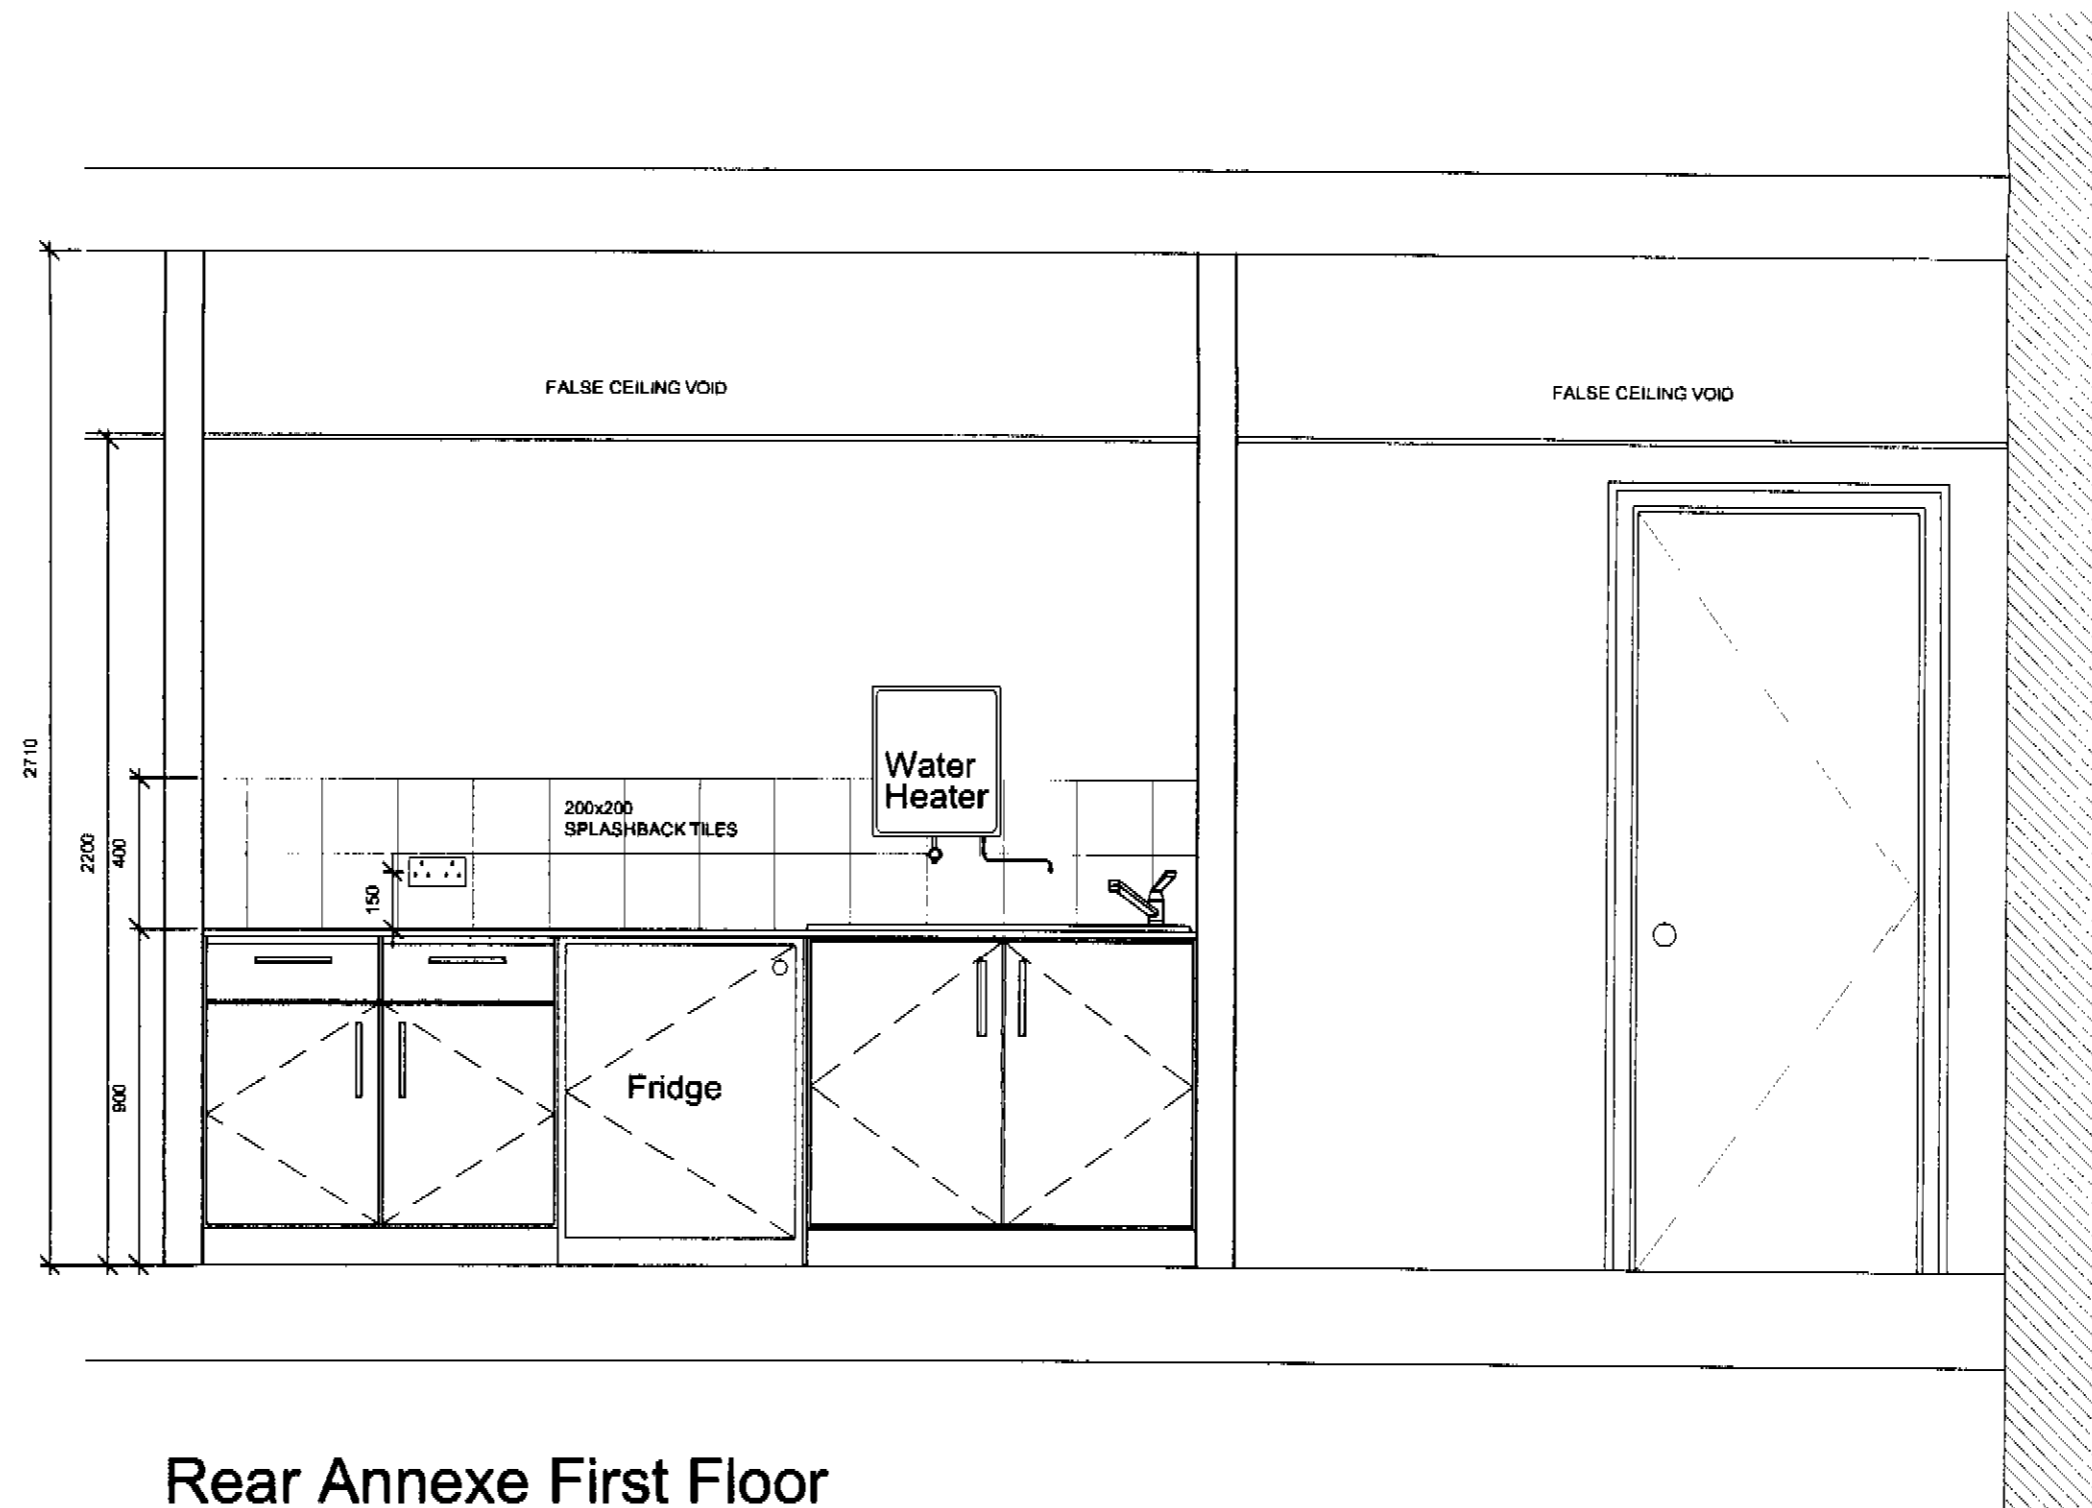 FALSE CEILING VOID
FALSE CEILING VOID
2710
2200
400
900
150
200x200
SPLASHBACK TILES
Water
Heater
Fridge
Rear Annexe First Floor